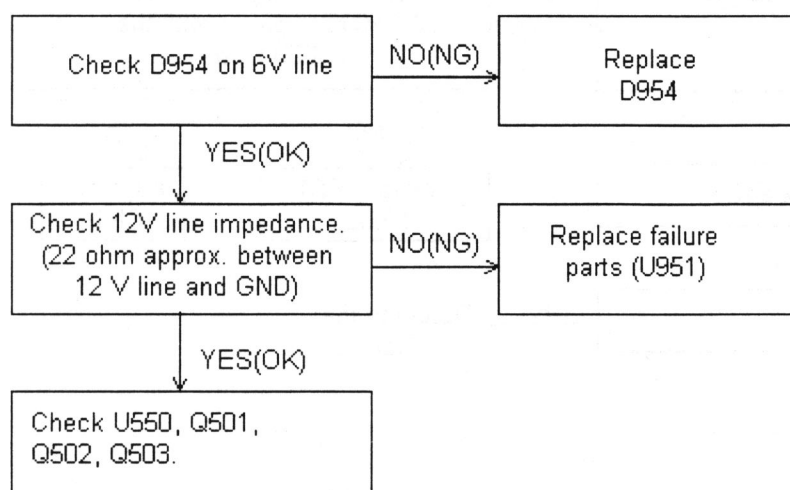 Check D954 on 6V line
NO(NG)
Replace
D954
YES(OK)
Check 12V line impedance.
(22 ohm approx. between
12 V line and GND)
NO(NG)
Replace failure
parts (U951)
YES(OK)
Check U550, Q501,
Q502, Q503.